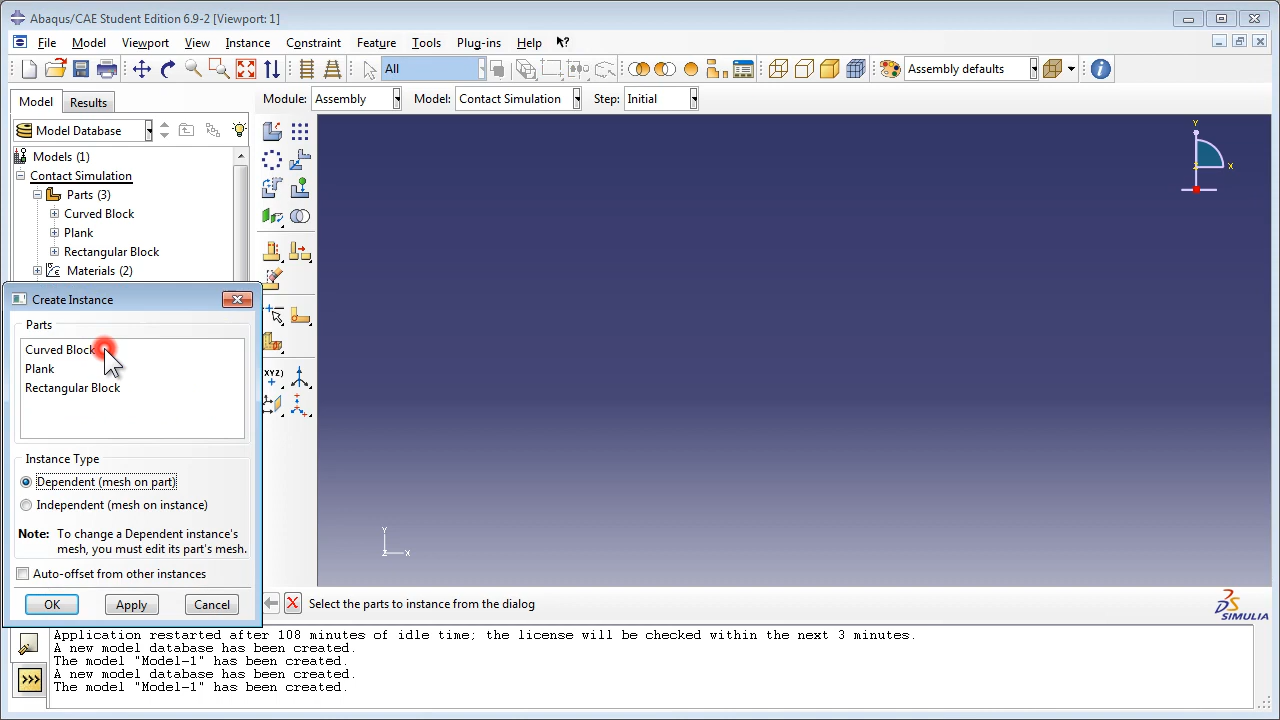 Abaqus/CAE Student Edition 6.9-2 [Viewport: 1]
File Model Viewport View Instance Constraint Feature Tools Plug-ins Help
All
Assembly defaults
Model Results
Module: Assembly Model: Contact Simulation Step: Initial
Model Database
Models (1)
Contact Simulation
Parts (3)
Curved Block
Plank
Rectangular Block
Materials (2)
Create Instance
Parts
Curved Block
Plank
Rectangular Block
Instance Type
Dependent (mesh on part)
Independent (mesh on instance)
Note: To change a Dependent instance's
mesh, you must edit its part's mesh.
Auto-offset from other instances
OK Apply Cancel
(XYZ)
Y
X
Z
Y
Z X
Select the parts to instance from the dialog
SIMULIA
Application restarted after 108 minutes of idle time; the license will be checked within the next 3 minutes.
A new model database has been created.
The model "Model-1" has been created.
A new model database has been created.
The model "Model-1" has been created.
>>>